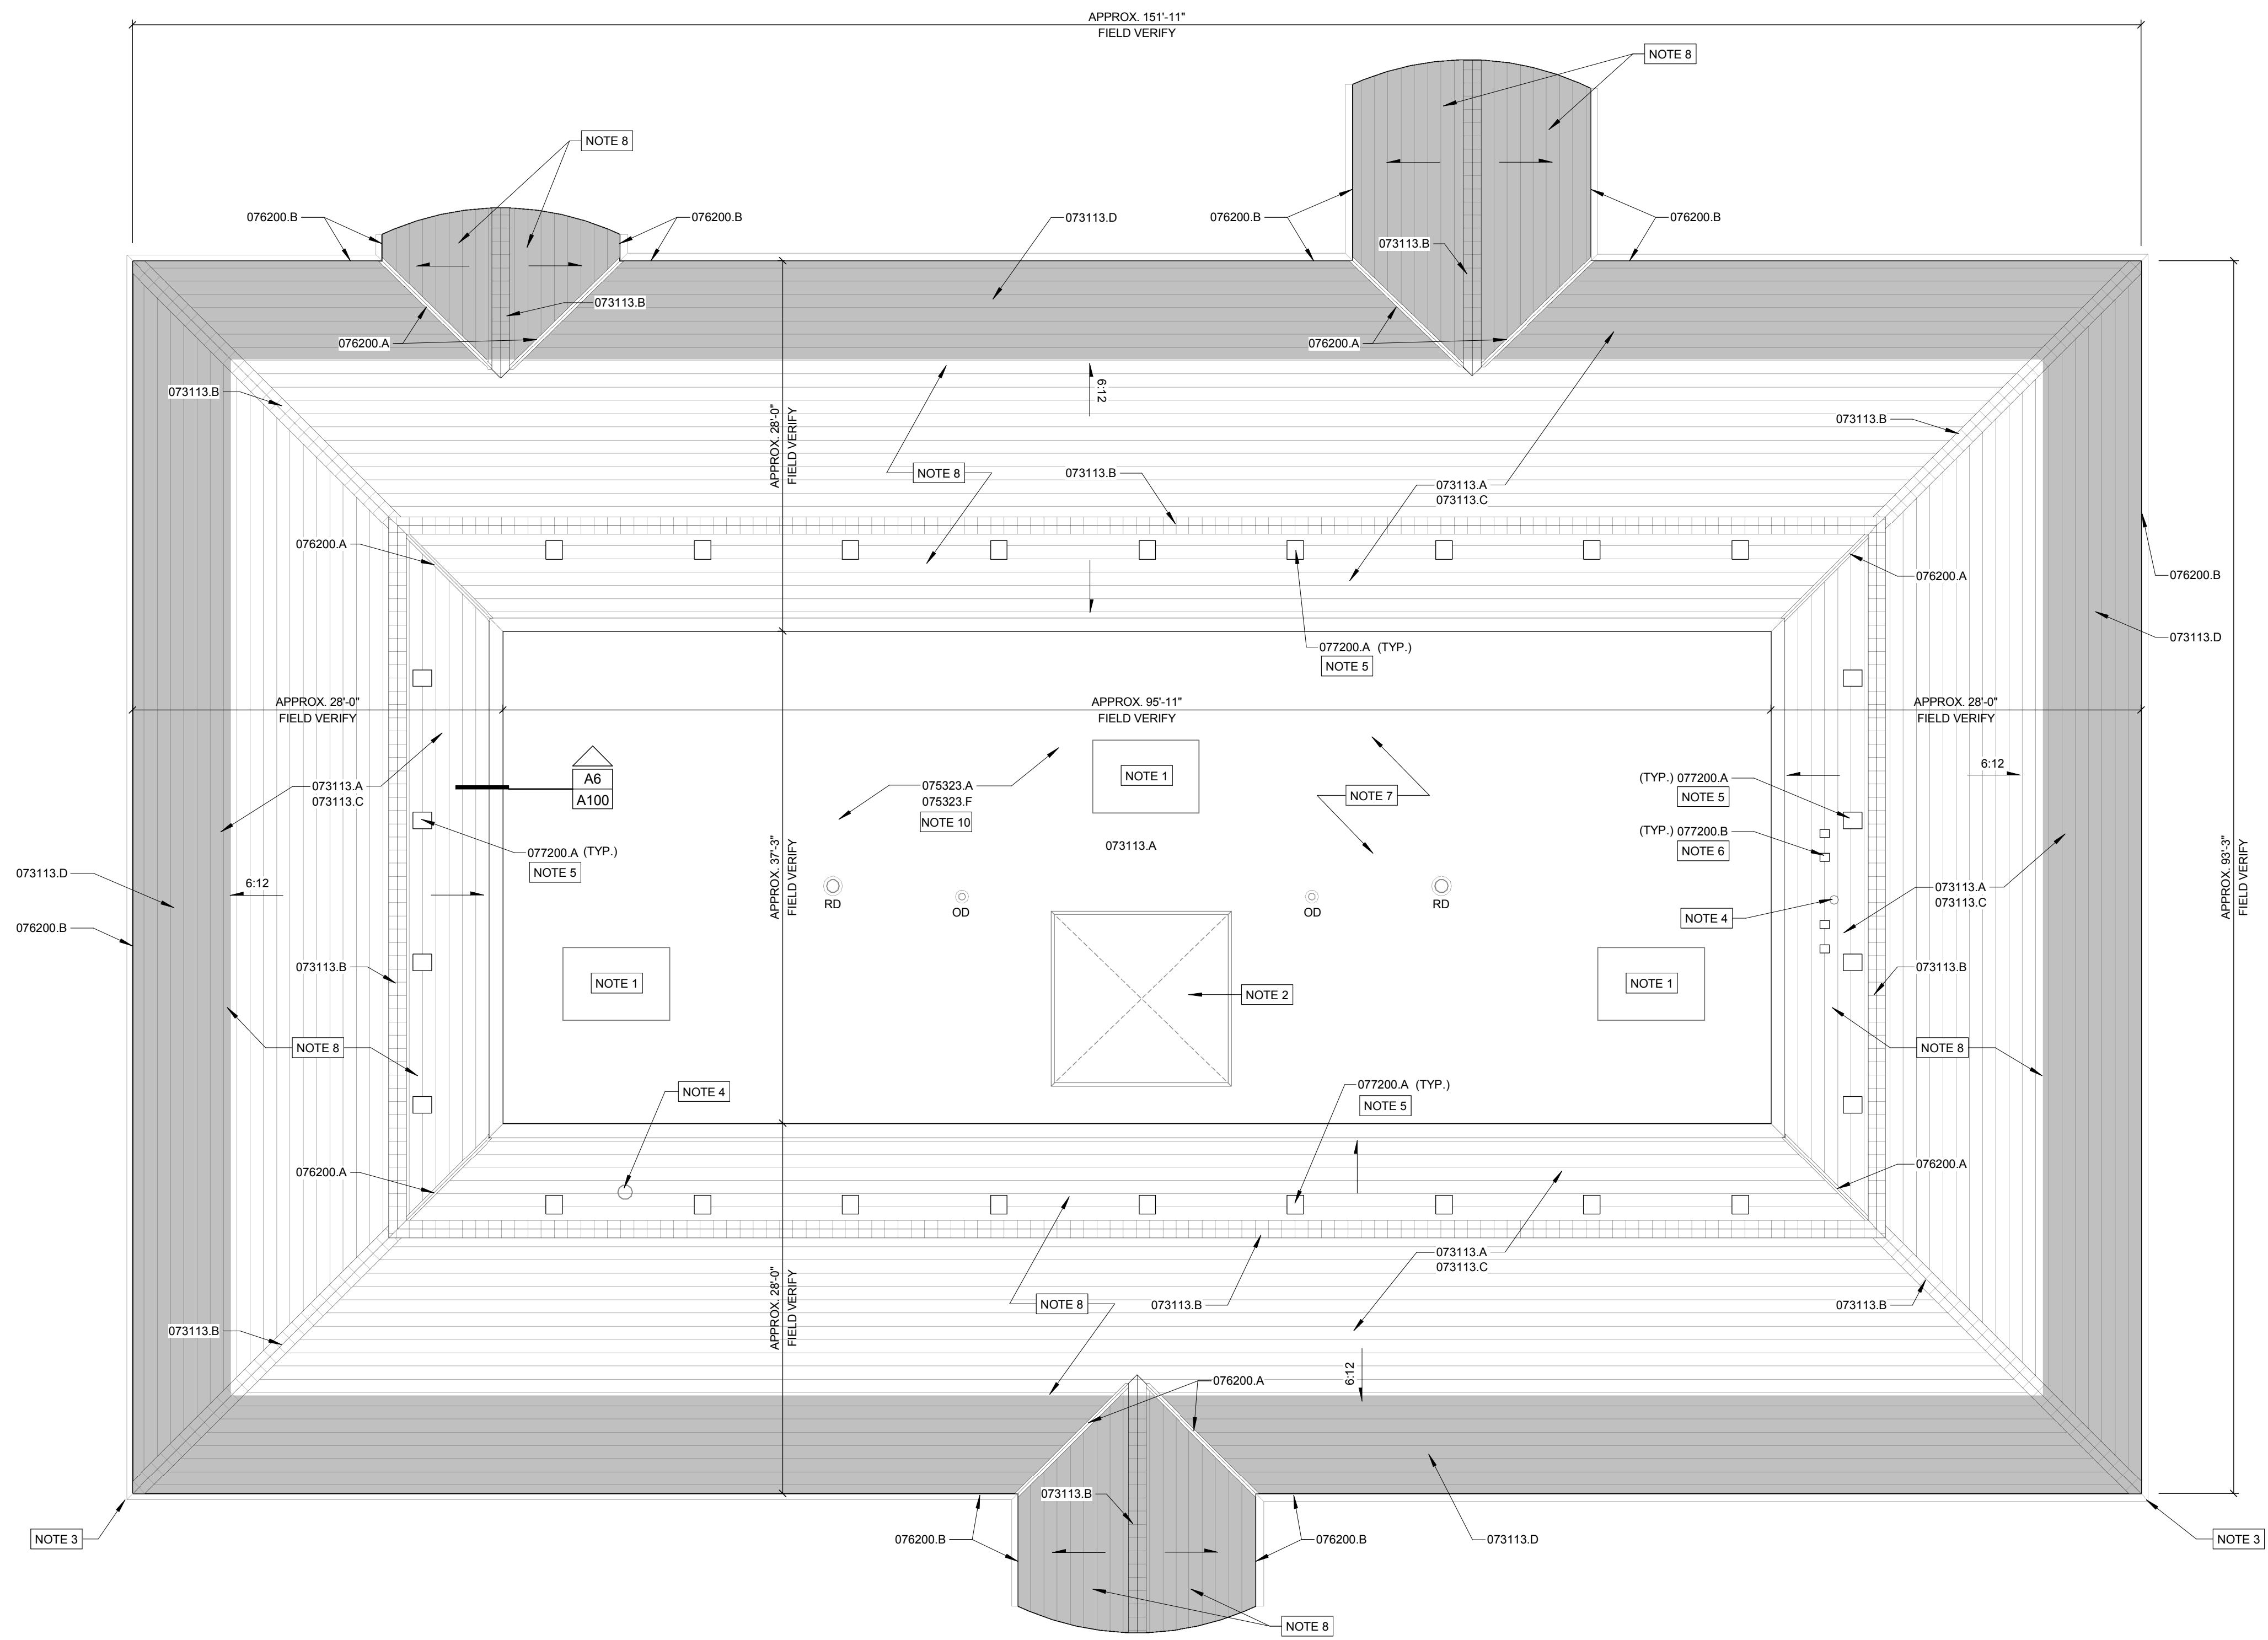 APPROX. 151'-11"
FIELD VERIFY
NOTE 8
NOTE 8
076200.B
076200.B
073113.D
076200.B
076200.B
073113.B
073113.B
076200.A
076200.A
6:12
073113.B
073113.B
APPROX. 28'-0"
FIELD VERIFY
NOTE 8
073113.B
073113.A
073113.C
076200.A
076200.A
076200.B
073113.D
077200.A (TYP.)
NOTE 5
APPROX. 28'-0"
FIELD VERIFY
APPROX. 95'-11"
FIELD VERIFY
APPROX. 28'-0"
FIELD VERIFY
A6
A100
073113.A
073113.C
075323.A
075323.F
NOTE 10
NOTE 1
NOTE 7
(TYP.) 077200.A
NOTE 5
6:12
(TYP.) 077200.B
NOTE 6
073113.A
077200.A (TYP.)
NOTE 5
APPROX. 37'-3"
FIELD VERIFY
APPROX. 93'-3"
FIELD VERIFY
073113.D
6:12
RD
OD
OD
RD
073113.A
073113.C
NOTE 4
076200.B
073113.B
NOTE 1
NOTE 2
NOTE 1
073113.B
NOTE 8
NOTE 8
NOTE 4
077200.A (TYP.)
NOTE 5
076200.A
076200.A
073113.A
073113.C
APPROX. 28'-0"
FIELD VERIFY
NOTE 8
073113.B
073113.B
073113.B
6:12
076200.A
073113.B
NOTE 3
076200.B
076200.B
073113.D
NOTE 3
NOTE 8